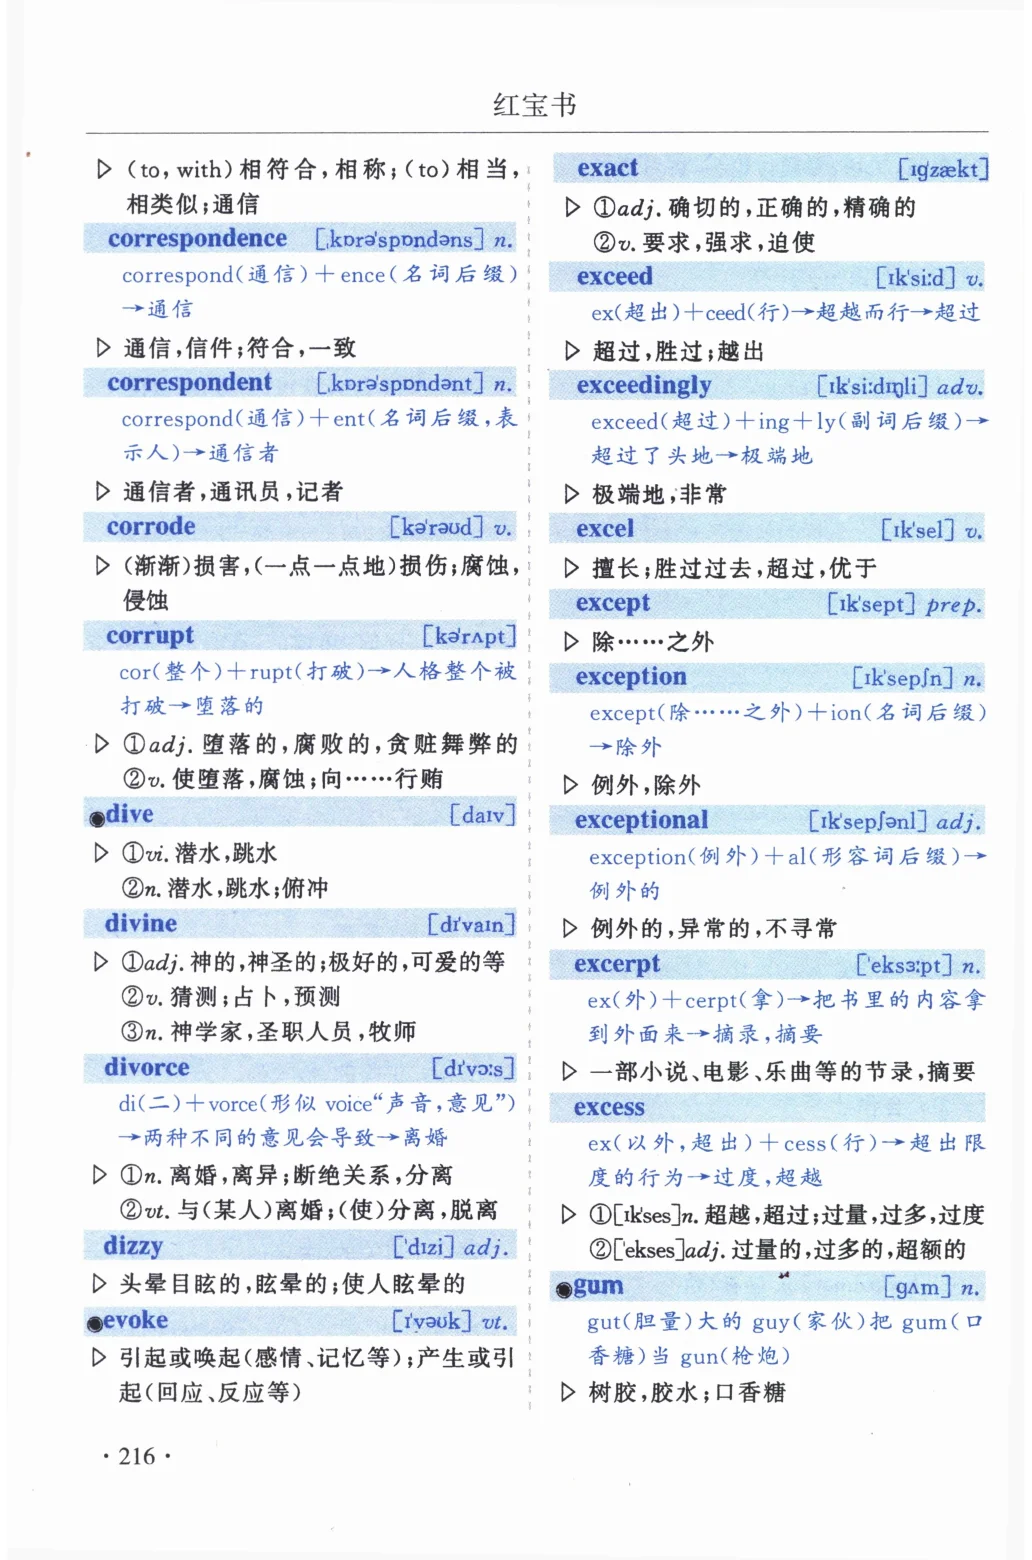 红宝书
▷ (to, with)相符合,相称;(to)相当,
相类似;通信
correspondence [ˌkɒrəˈspɒndəns] n.
correspond(通信)+ence(名词后缀)
→通信
▷ 通信,信件;符合,一致
correspondent [ˌkɒrəˈspɒndənt] n.
correspond(通信)+ent(名词后缀,表
示人)→通信者
▷ 通信者,通讯员,记者
corrode [kəˈrəʊd] v.
▷ (渐渐)损害,(一点一点地)损伤;腐蚀,
侵蚀
corrupt [kəˈrʌpt]
cor(整个)+rupt(打破)→人格整个被
打破→堕落的
▷ ①adj. 堕落的,腐败的,贪赃舞弊的
②v. 使堕落,腐蚀;向……行贿
●dive [daɪv]
▷ ①vi. 潜水,跳水
②n. 潜水,跳水;俯冲
divine [dɪˈvaɪn]
▷ ①adj. 神的,神圣的;极好的,可爱的等
②v. 猜测;占卜,预测
③n. 神学家,圣职人员,牧师
divorce [dɪˈvɔːs]
di(二)+vorce(形似 voice“声音,意见”)
→两种不同的意见会导致→离婚
▷ ①n. 离婚,离异;断绝关系,分离
②vt. 与(某人)离婚;(使)分离,脱离
dizzy [ˈdɪzi] adj.
▷ 头晕目眩的,眩晕的;使人眩晕的
●evoke [ɪˈvəʊk] vt.
▷ 引起或唤起(感情、记忆等);产生或引
起(回应、反应等)
exact [ɪɡˈzækt]
▷ ①adj. 确切的,正确的,精确的
②v. 要求,强求,迫使
exceed [ɪkˈsiːd] v.
ex(超出)+ceed(行)→超越而行→超过
▷ 超过,胜过;越出
exceedingly [ɪkˈsiːdɪŋli] adv.
exceed(超过)+ing+ly(副词后缀)→
超过了头地→极端地
▷ 极端地,非常
excel [ɪkˈsel] v.
▷ 擅长;胜过过去,超过,优于
except [ɪkˈsept] prep.
▷ 除……之外
exception [ɪkˈsepʃn] n.
except(除……之外)+ion(名词后缀)
→除外
▷ 例外,除外
exceptional [ɪkˈsepʃənl] adj.
exception(例外)+al(形容词后缀)→
例外的
▷ 例外的,异常的,不寻常
excerpt [ˈeksɜːpt] n.
ex(外)+cerpt(拿)→把书里的内容拿
到外面来→摘录,摘要
▷ 一部小说、电影、乐曲等的节录,摘要
excess
ex(以外,超出)+cess(行)→超出限
度的行为→过度,超越
▷ ①[ɪkˈses]n. 超越,超过;过量,过多,过度
②[ˈekses]adj. 过量的,过多的,超额的
●gum [ɡʌm] n.
gut(胆量)大的 guy(家伙)把 gum(口
香糖)当 gun(枪炮)
▷ 树胶,胶水;口香糖
·216·